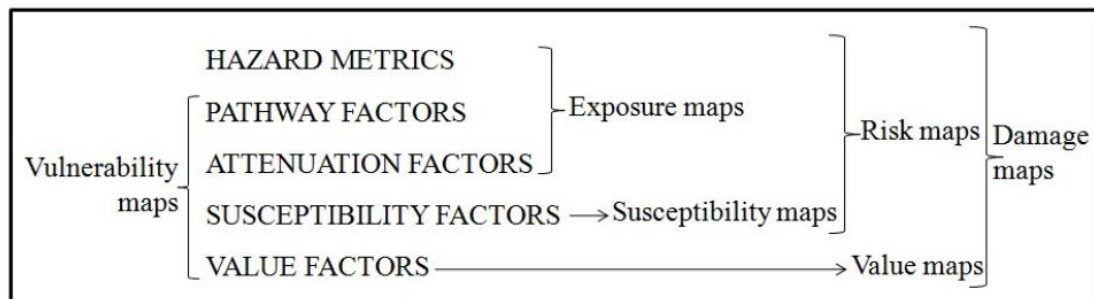 HAZARD METRICS
PATHWAY FACTORS
Exposure maps
Risk maps
Damage
maps
Vulnerability
maps
ATTENUATION FACTORS
SUSCEPTIBILITY FACTORS
Susceptibility maps
VALUE FACTORS
Value maps